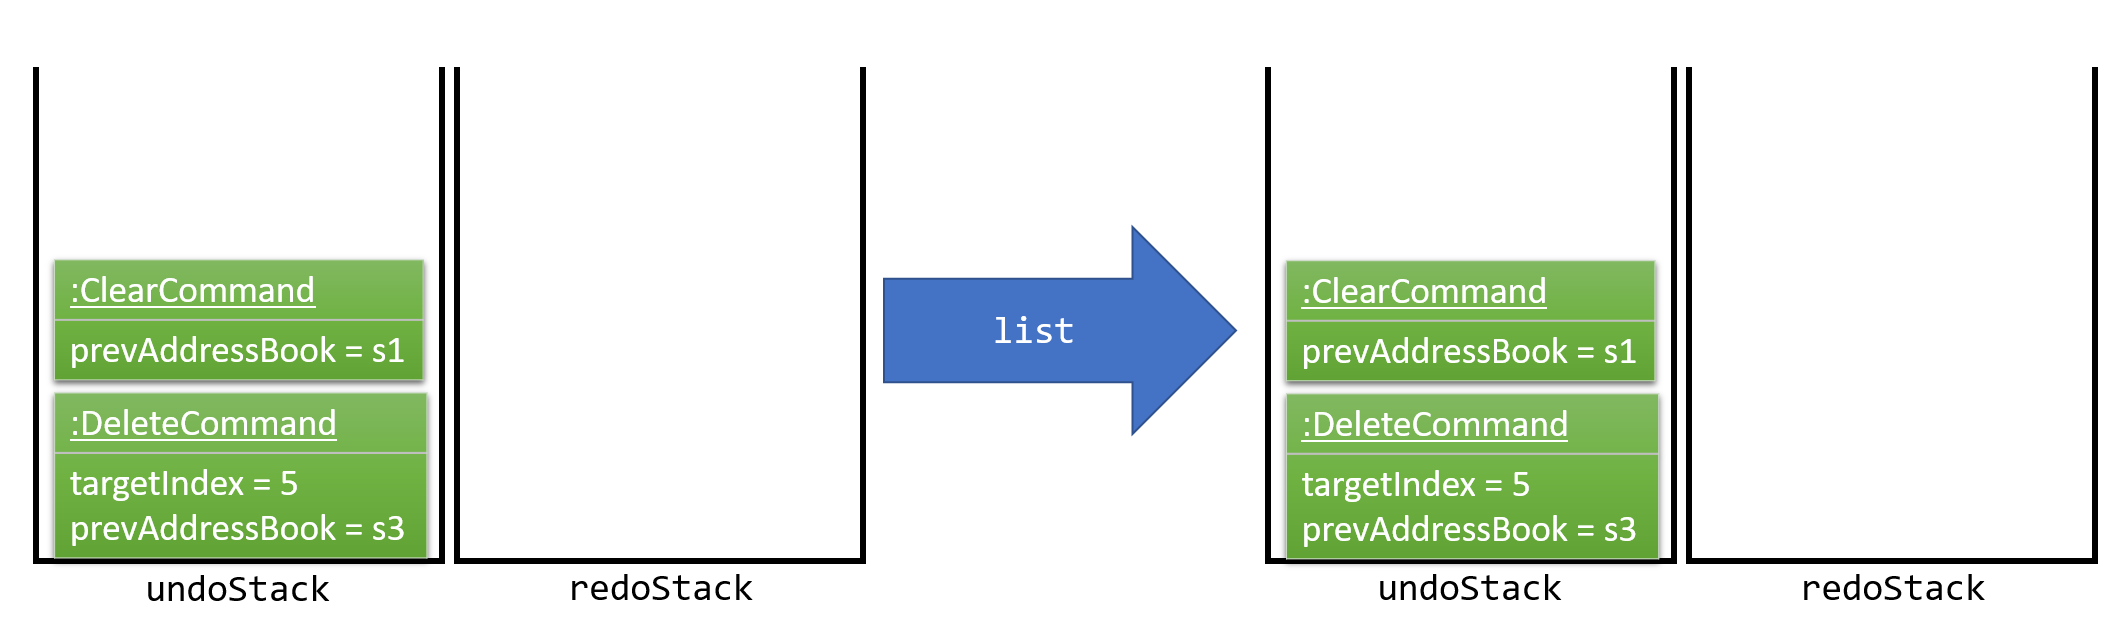 :ClearCommand
prevAddressBook = s1
:DeleteCommand
targetIndex = 5
prevAddressBook = s3
undoStack
redoStack
list
:ClearCommand
prevAddressBook = s1
:DeleteCommand
targetIndex = 5
prevAddressBook = s3
undoStack
redoStack